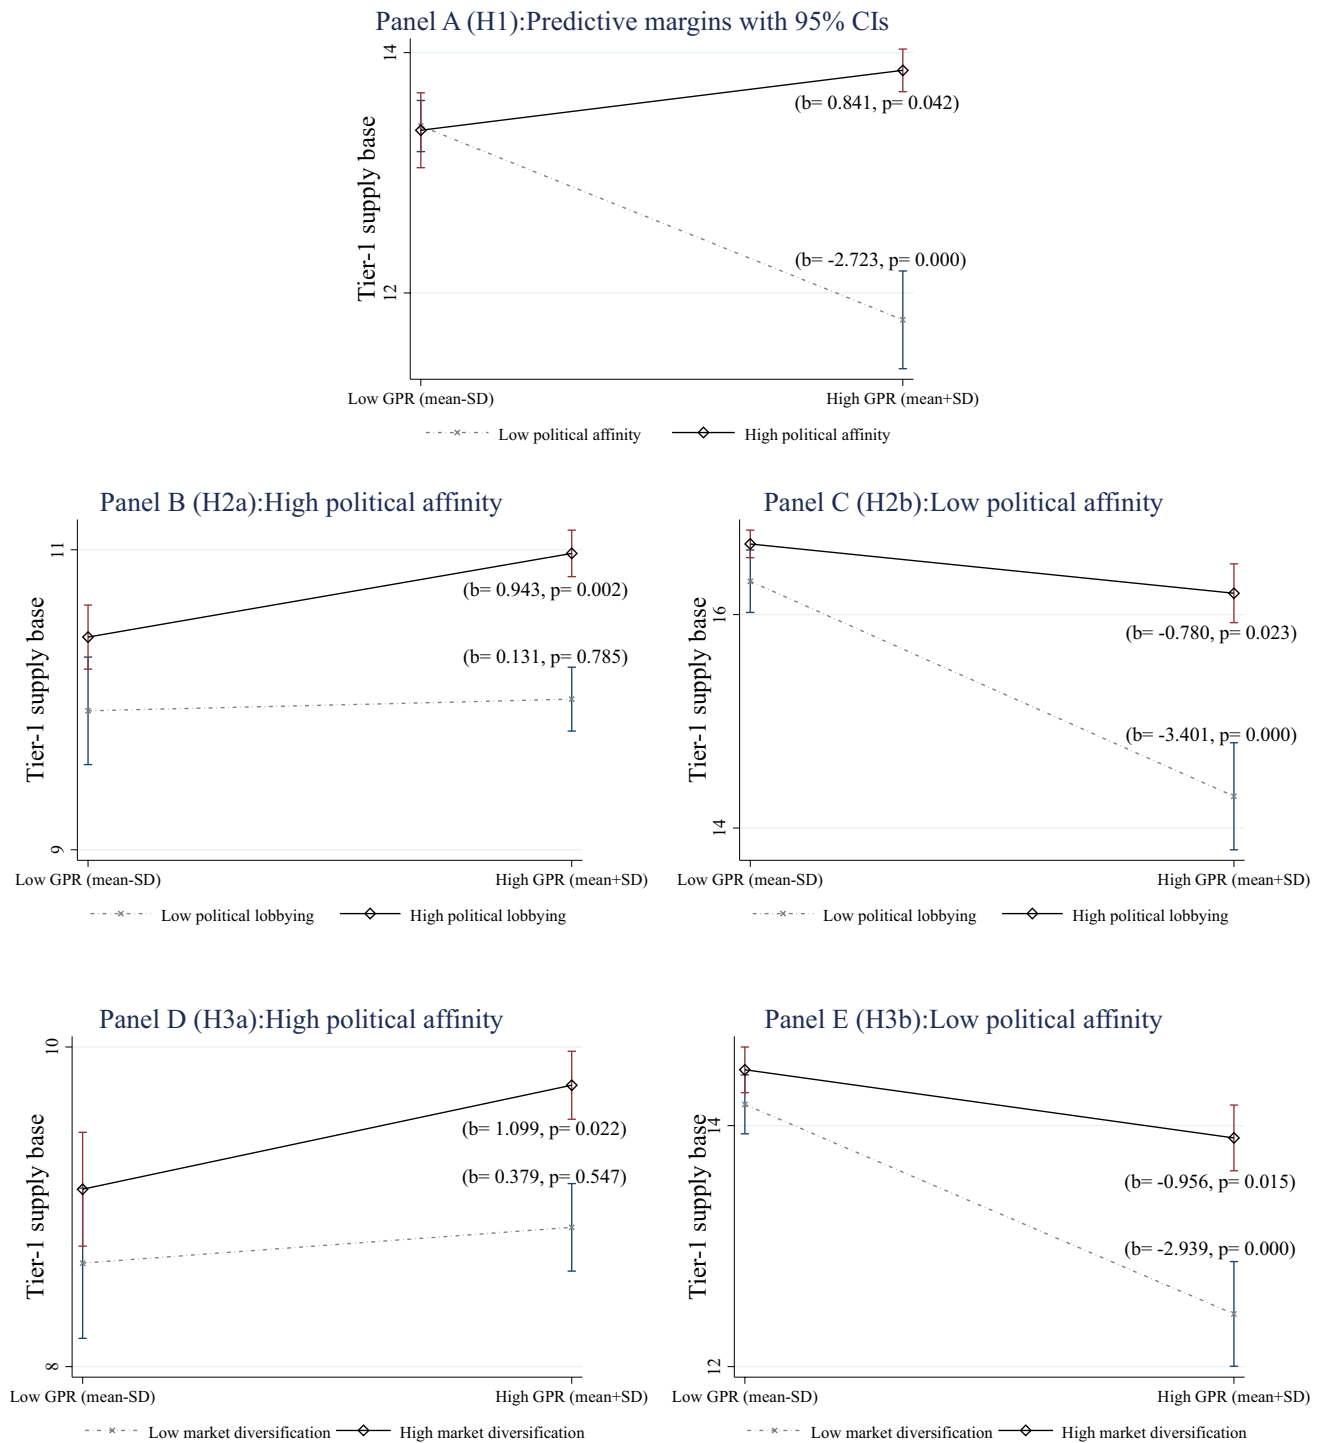 Panel A (H1):Predictive margins with 95% CIs
14
12
Tier-1 supply base
(b= 0.841, p= 0.042)
(b= -2.723, p= 0.000)
Low GPR (mean-SD)
High GPR (mean+SD)
Low political affinity
High political affinity
Panel B (H2a):High political affinity
11
9
Tier-1 supply base
(b= 0.943, p= 0.002)
(b= 0.131, p= 0.785)
Low GPR (mean-SD)
High GPR (mean+SD)
Low political lobbying
High political lobbying
Panel C (H2b):Low political affinity
16
14
Tier-1 supply base
(b= -0.780, p= 0.023)
(b= -3.401, p= 0.000)
Low GPR (mean-SD)
High GPR (mean+SD)
Low political lobbying
High political lobbying
Panel D (H3a):High political affinity
10
8
Tier-1 supply base
(b= 1.099, p= 0.022)
(b= 0.379, p= 0.547)
Low GPR (mean-SD)
High GPR (mean+SD)
Low market diversification
High market diversification
Panel E (H3b):Low political affinity
14
12
Tier-1 supply base
(b= -0.956, p= 0.015)
(b= -2.939, p= 0.000)
Low GPR (mean-SD)
High GPR (mean+SD)
Low market diversification
High market diversification